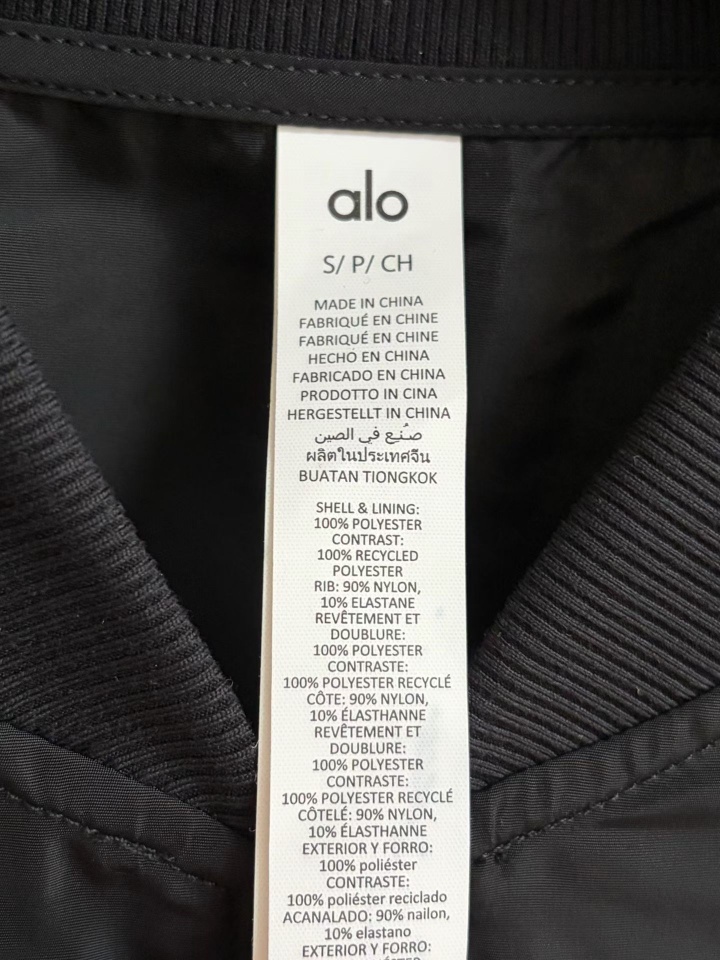 alo
S/ P/ CH
MADE IN CHINA
FABRIQUÉ EN CHINE
FABRIQUÉ EN CHINE
HECHO EN CHINA
FABRICADO EN CHINA
PRODOTTO IN CINA
HERGESTELLT IN CHINA
صُنِع في الصين
ผลิตในประเทศจีน
BUATAN TIONGKOK
SHELL & LINING:
100% POLYESTER
CONTRAST:
100% RECYCLED
POLYESTER
RIB: 90% NYLON,
10% ELASTANE
REVÊTEMENT ET
DOUBLURE:
100% POLYESTER
CONTRASTE:
100% POLYESTER RECYCLÉ
CÔTE: 90% NYLON,
10% ÉLASTHANNE
REVÊTEMENT ET
DOUBLURE:
100% POLYESTER
CONTRASTE:
100% POLYESTER RECYCLÉ
CÔTELÉ: 90% NYLON,
10% ÉLASTHANNE
EXTERIOR Y FORRO:
100% poliéster
CONTRASTE:
100% poliéster reciclado
ACANALADO: 90% nailon,
10% elastano
EXTERIOR Y FORRO: